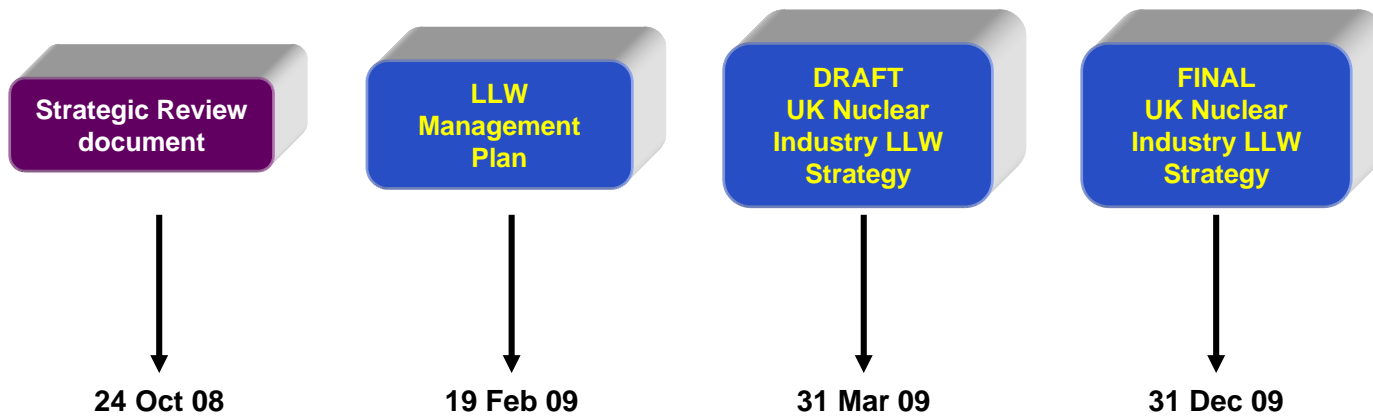 Strategic Review
document
LLW
Management
Plan
DRAFT
UK Nuclear
Industry LLW
Strategy
FINAL
UK Nuclear
Industry LLW
Strategy
24 Oct 08
19 Feb 09
31 Mar 09
31 Dec 09